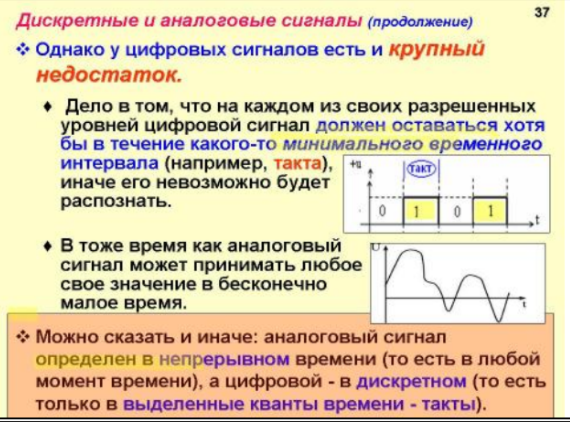 37
Дискретные и аналоговые сигналы (продолжение)
❖ Однако у цифровых сигналов есть и крупный
недостаток.
♦ Дело в том, что на каждом из своих разрешенных
уровней цифровой сигнал должен оставаться хотя
бы в течение какого-то минимального временного
интервала (например, такта),
иначе его невозможно будет
распознать.
+u
такт
0 1 0 1
t
♦ В тоже время как аналоговый
сигнал может принимать любое
свое значение в бесконечно
малое время.
U
t
❖ Можно сказать и иначе: аналоговый сигнал
определен в непрерывном времени (то есть в любой
момент времени), а цифровой - в дискретном (то есть
только в выделенные кванты времени - такты).